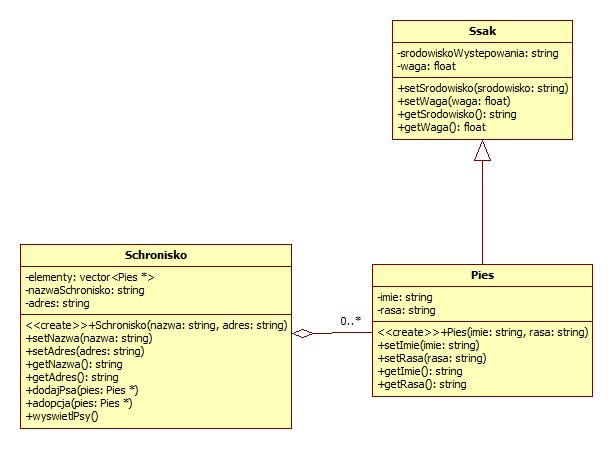 Ssak
-srodowiskoWystepowania: string
-waga: float
+setSrodowisko(srodowisko: string)
+setWaga(waga: float)
+getSrodowisko(): string
+getWaga(): float
Schronisko
-elementy: vector<Pies *>
-nazwaSchronisko: string
-adres: string
<<create>>+Schronisko(nazwa: string, adres: string)
+setNazwa(nazwa: string)
+setAdres(adres: string)
+getNazwa(): string
+getAdres(): string
+dodajPsa(pies: Pies *)
+adopcja(pies: Pies *)
+wyswietlPsy()
0..*
Pies
-imie: string
-rasa: string
<<create>>+Pies(imie: string, rasa: string)
+setImie(imie: string)
+setRasa(rasa: string)
+getImie(): string
+getRasa(): string